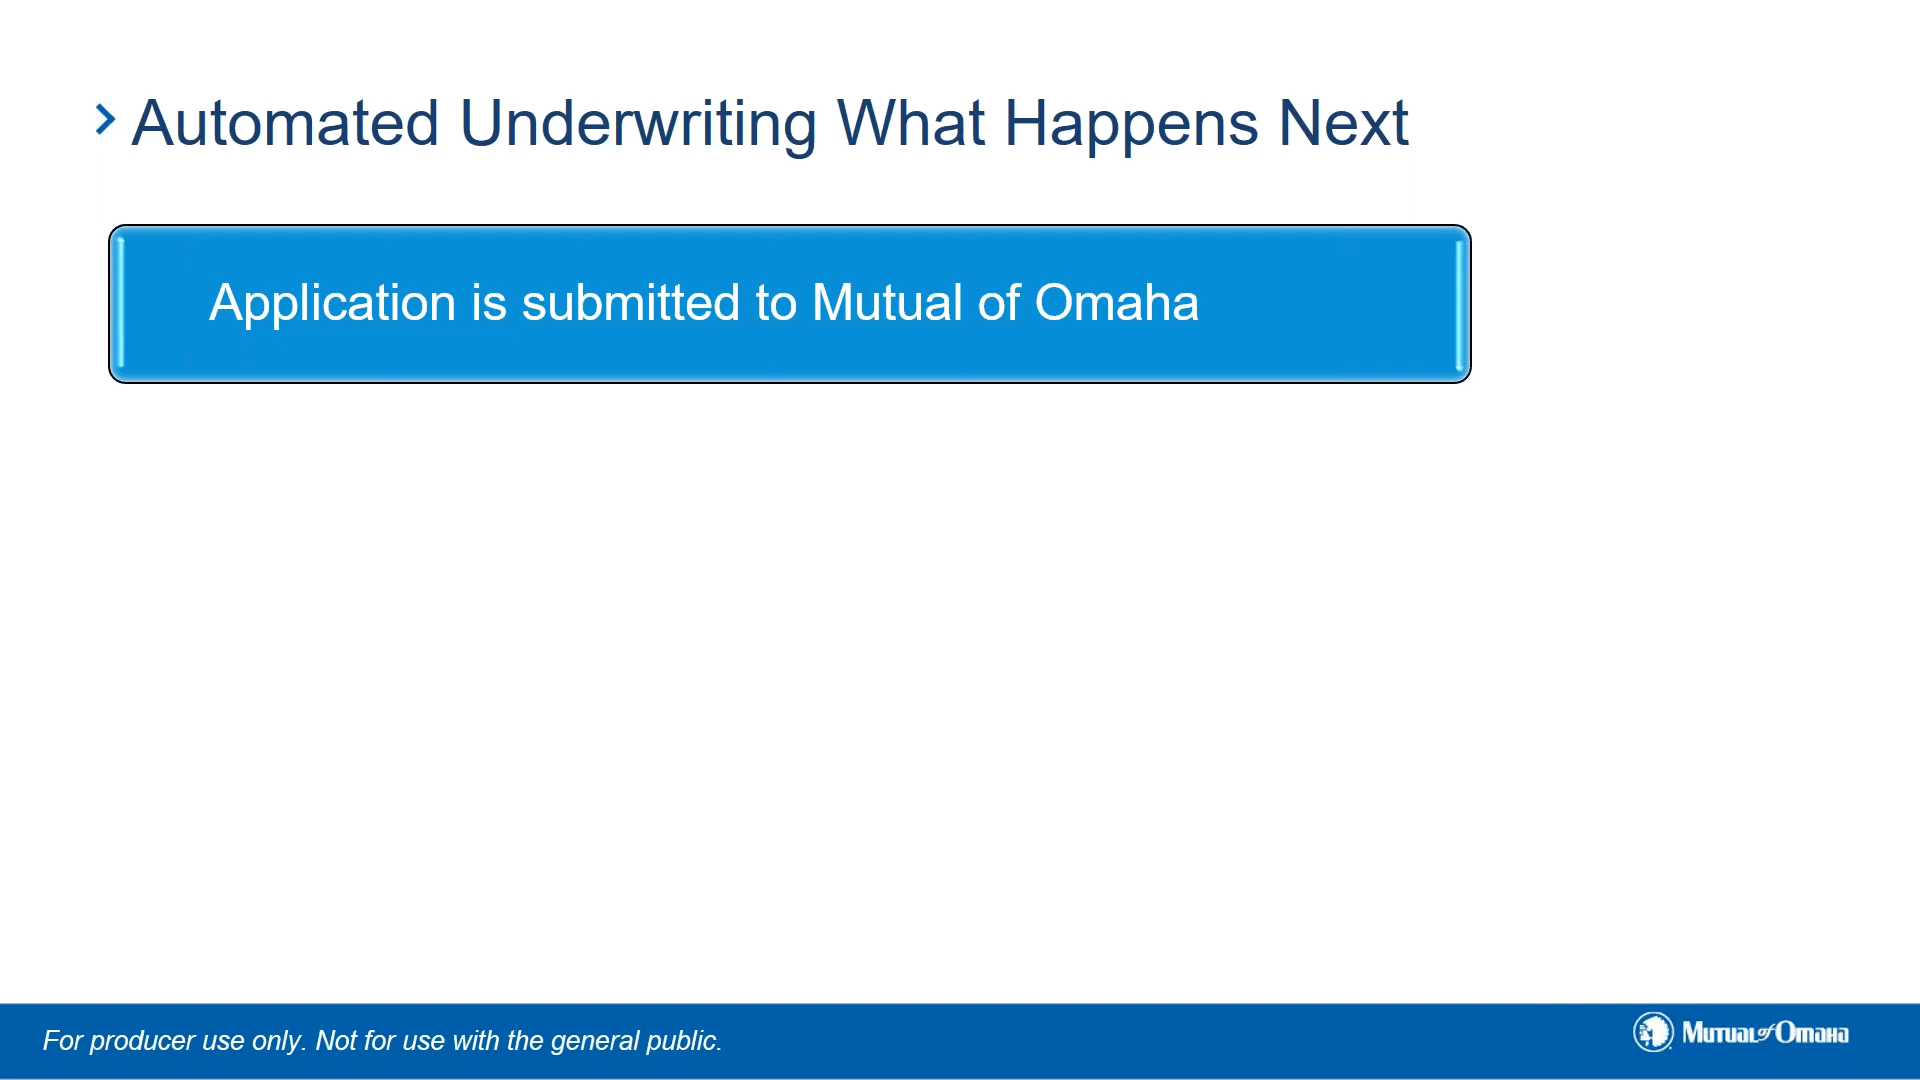 Automated Underwriting What Happens Next
Application is submitted to Mutual of Omaha
For producer use only. Not for use with the general public.
Mutual of Omaha